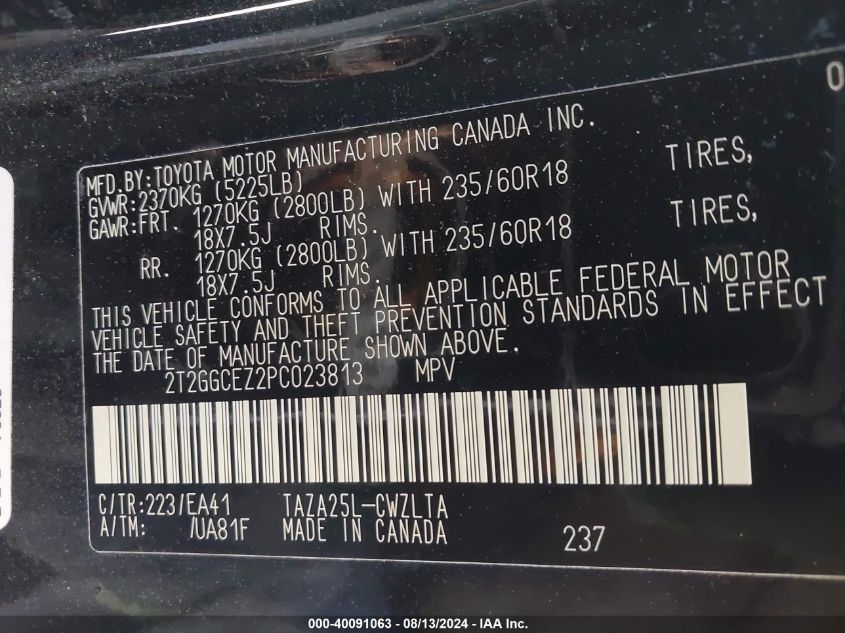 0
MFD.BY:TOYOTA MOTOR MANUFACTURING CANADA INC.
GVWR:2370KG (5225LB)
GAWR:FRT. 1270KG (2800LB) WITH 235/60R18 TIRES,
18X7.5J RIMS.
RR. 1270KG (2800LB) WITH 235/60R18 TIRES,
18X7.5J RIMS.
THIS VEHICLE CONFORMS TO ALL APPLICABLE FEDERAL MOTOR
VEHICLE SAFETY AND THEFT PREVENTION STANDARDS IN EFFECT
THE DATE OF MANUFACTURE SHOWN ABOVE.
2T2GGCEZ2PC023813 MPV
C/TR:223/EA41 TAZA25L-CWZLTA
A/TM: /UA81F MADE IN CANADA 237
000-40091063 - 08/13/2024 - IAA Inc.